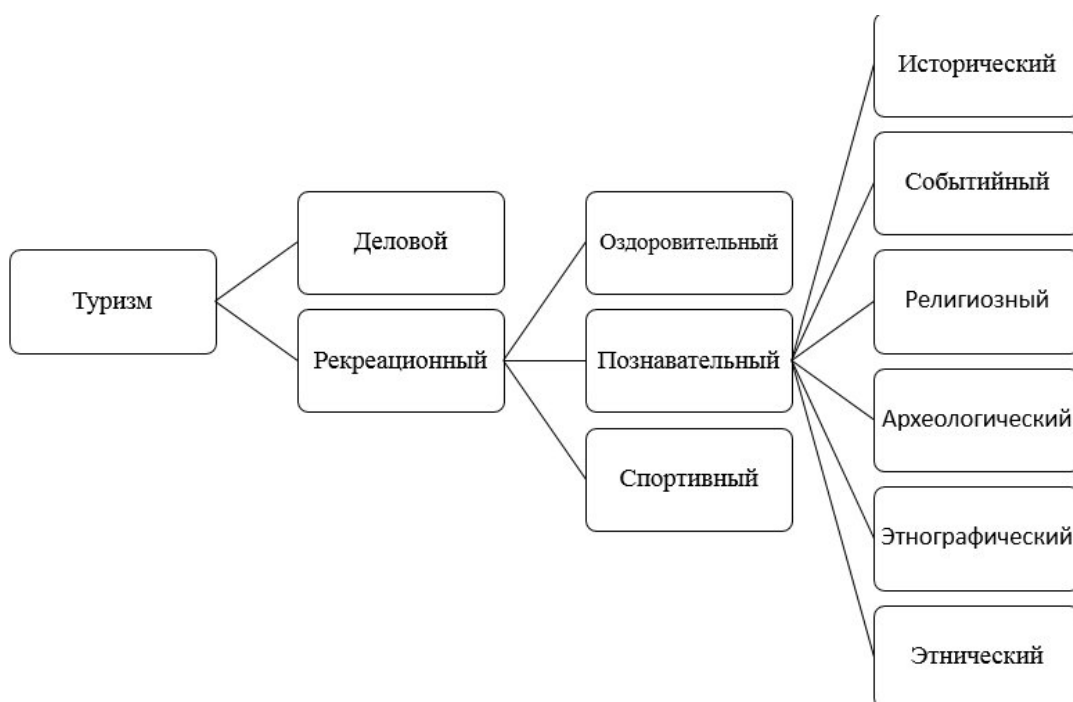 Туризм
Деловой
Рекреационный
Оздоровительный
Познавательный
Спортивный
Исторический
Событийный
Религиозный
Археологический
Этнографический
Этнический